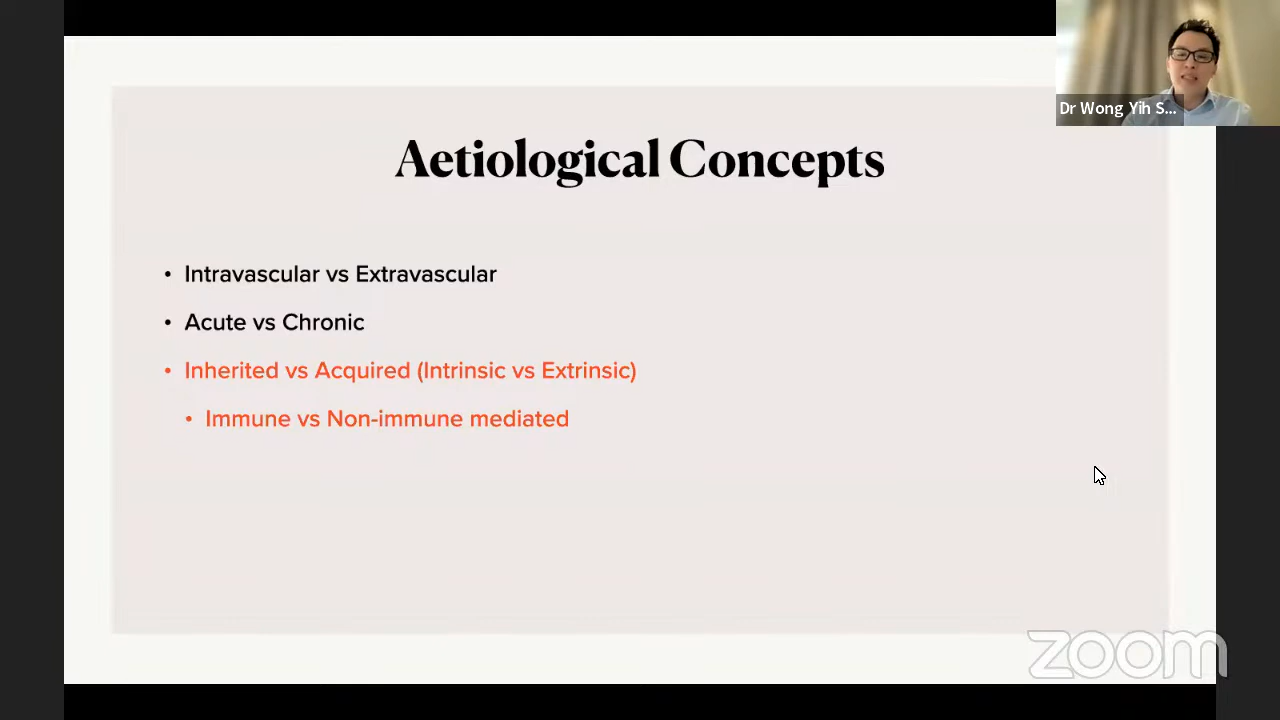 Dr Wong Yih S...
Aetiological Concepts
• Intravascular vs Extravascular
• Acute vs Chronic
• Inherited vs Acquired (Intrinsic vs Extrinsic)
• Immune vs Non-immune mediated
zoom